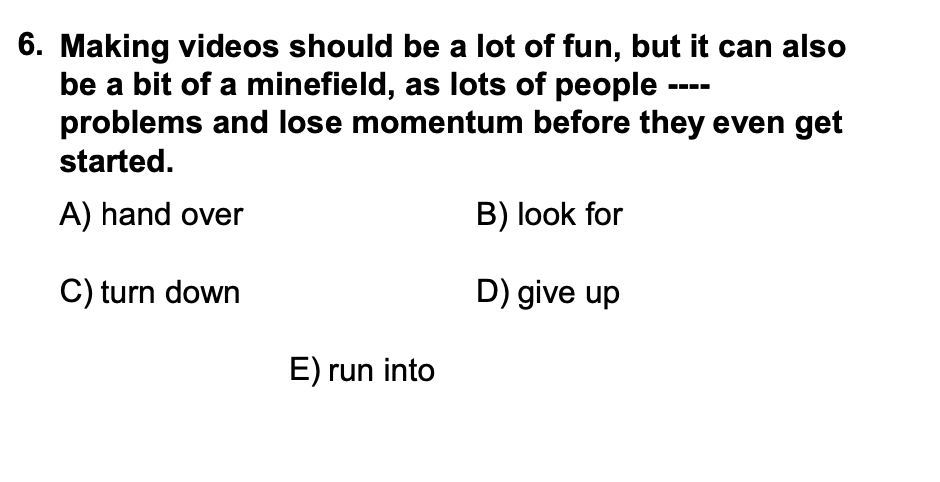 6. Making videos should be a lot of fun, but it can also
be a bit of a minefield, as lots of people ----
problems and lose momentum before they even get
started.
A) hand over B) look for
C) turn down D) give up
E) run into